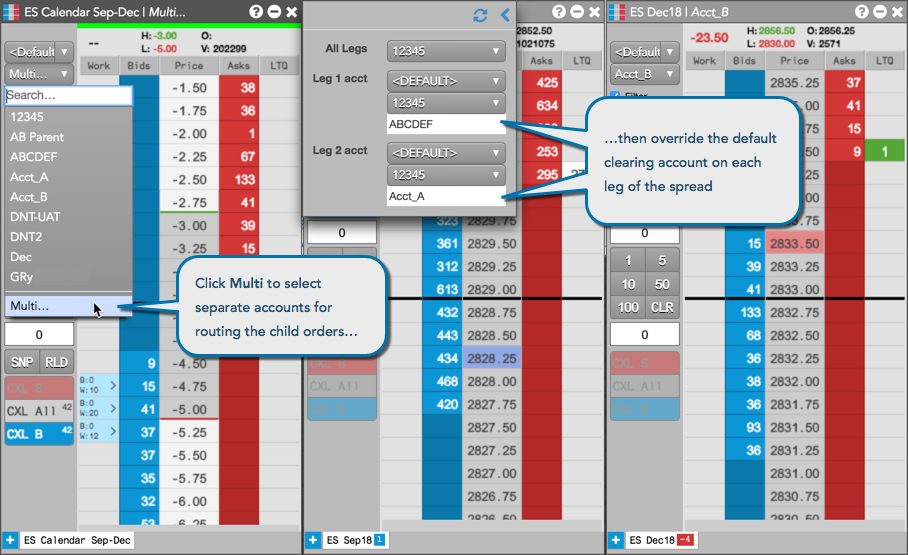 ES Calendar Sep-Dec | Multi...
<Default
--
H: -3.00
O:
L: -5.00
V: 202299
Multi...
Work
Bids
Price
Asks
LTQ
Search...
12345
AB Parent
ABCDEF
Acct_A
Acct_B
DNT-UAT
DNT2
Dec
GRy
Multi...
-1.50
38
-1.75
36
-2.00
1
-2.25
67
-2.50
133
-2.75
41
-3.00
39
-3.25
15
Click Multi to select
separate accounts for
routing the child orders...
0
SNP
RLD
CXL B
CXL All 42
CXL B 42
9
-4.50
B:0
W:10
15
-4.75
B:0
W:20
41
-5.00
B:0
W:12
37
-5.25
37
-5.50
35
-5.75
32
-6.00
53
-6.25
ES Calendar Sep-Dec
All Legs
12345
Leg 1 acct
<DEFAULT>
12345
ABCDEF
Leg 2 acct
<DEFAULT>
12345
Acct_A
...then override the default
clearing account on each
leg of the spread
2852.50
1021075
Asks
LTQ
425
634
253
295
0
323
2829.75
361
2829.50
312
2829.25
613
2829.00
432
2828.75
443
2828.50
434
2828.25
468
2828.00
420
2827.75
2827.50
2827.25
2827.00
2826.75
2826.50
CXL S
CXL All
CXL B
ES Sep18 1
ES Dec18 | Acct_B
<Default
-23.50
H: 2856.50
O: 2856.25
L: 2830.00
V: 2571
Acct_B
Filter
Work
Bids
Price
Asks
LTQ
2835.25
37
41
15
9
1
0
1
5
10
50
100
CLR
0
15
2833.50
39
2833.25
41
2833.00
133
2832.75
68
2832.50
36
2832.25
38
2832.00
36
2831.75
93
2831.50
36
2831.25
2831.00
2830.75
2830.50
CXL S
CXL All
CXL B
ES Dec18 -4